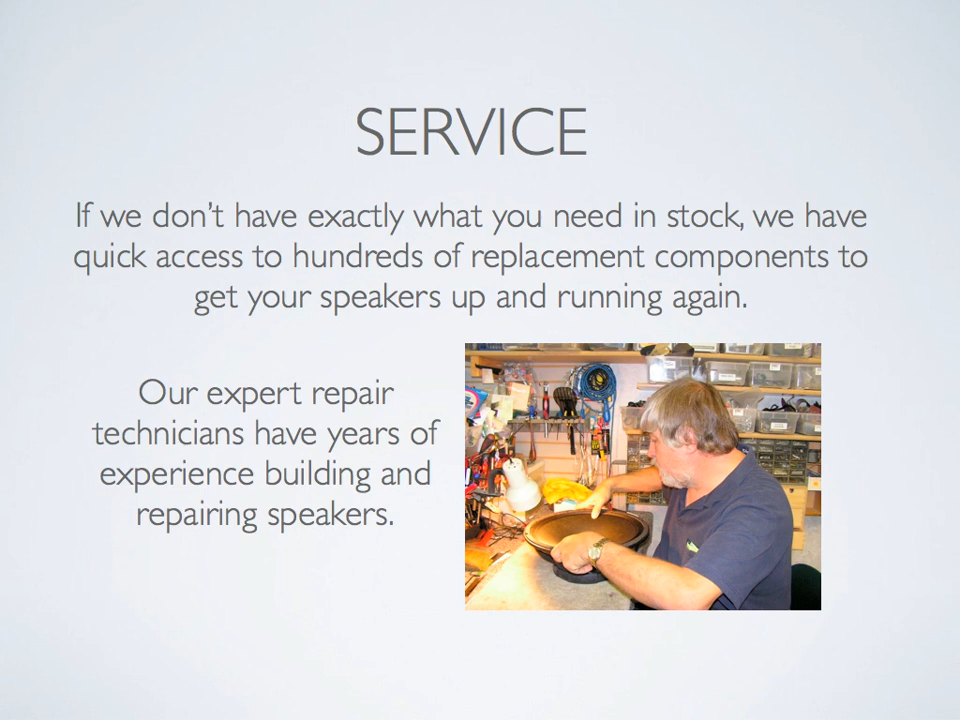 SERVICE
If we don't have exactly what you need in stock, we have
quick access to hundreds of replacement components to
get your speakers up and running again.
Our expert repair
technicians have years of
experience building and
repairing speakers.